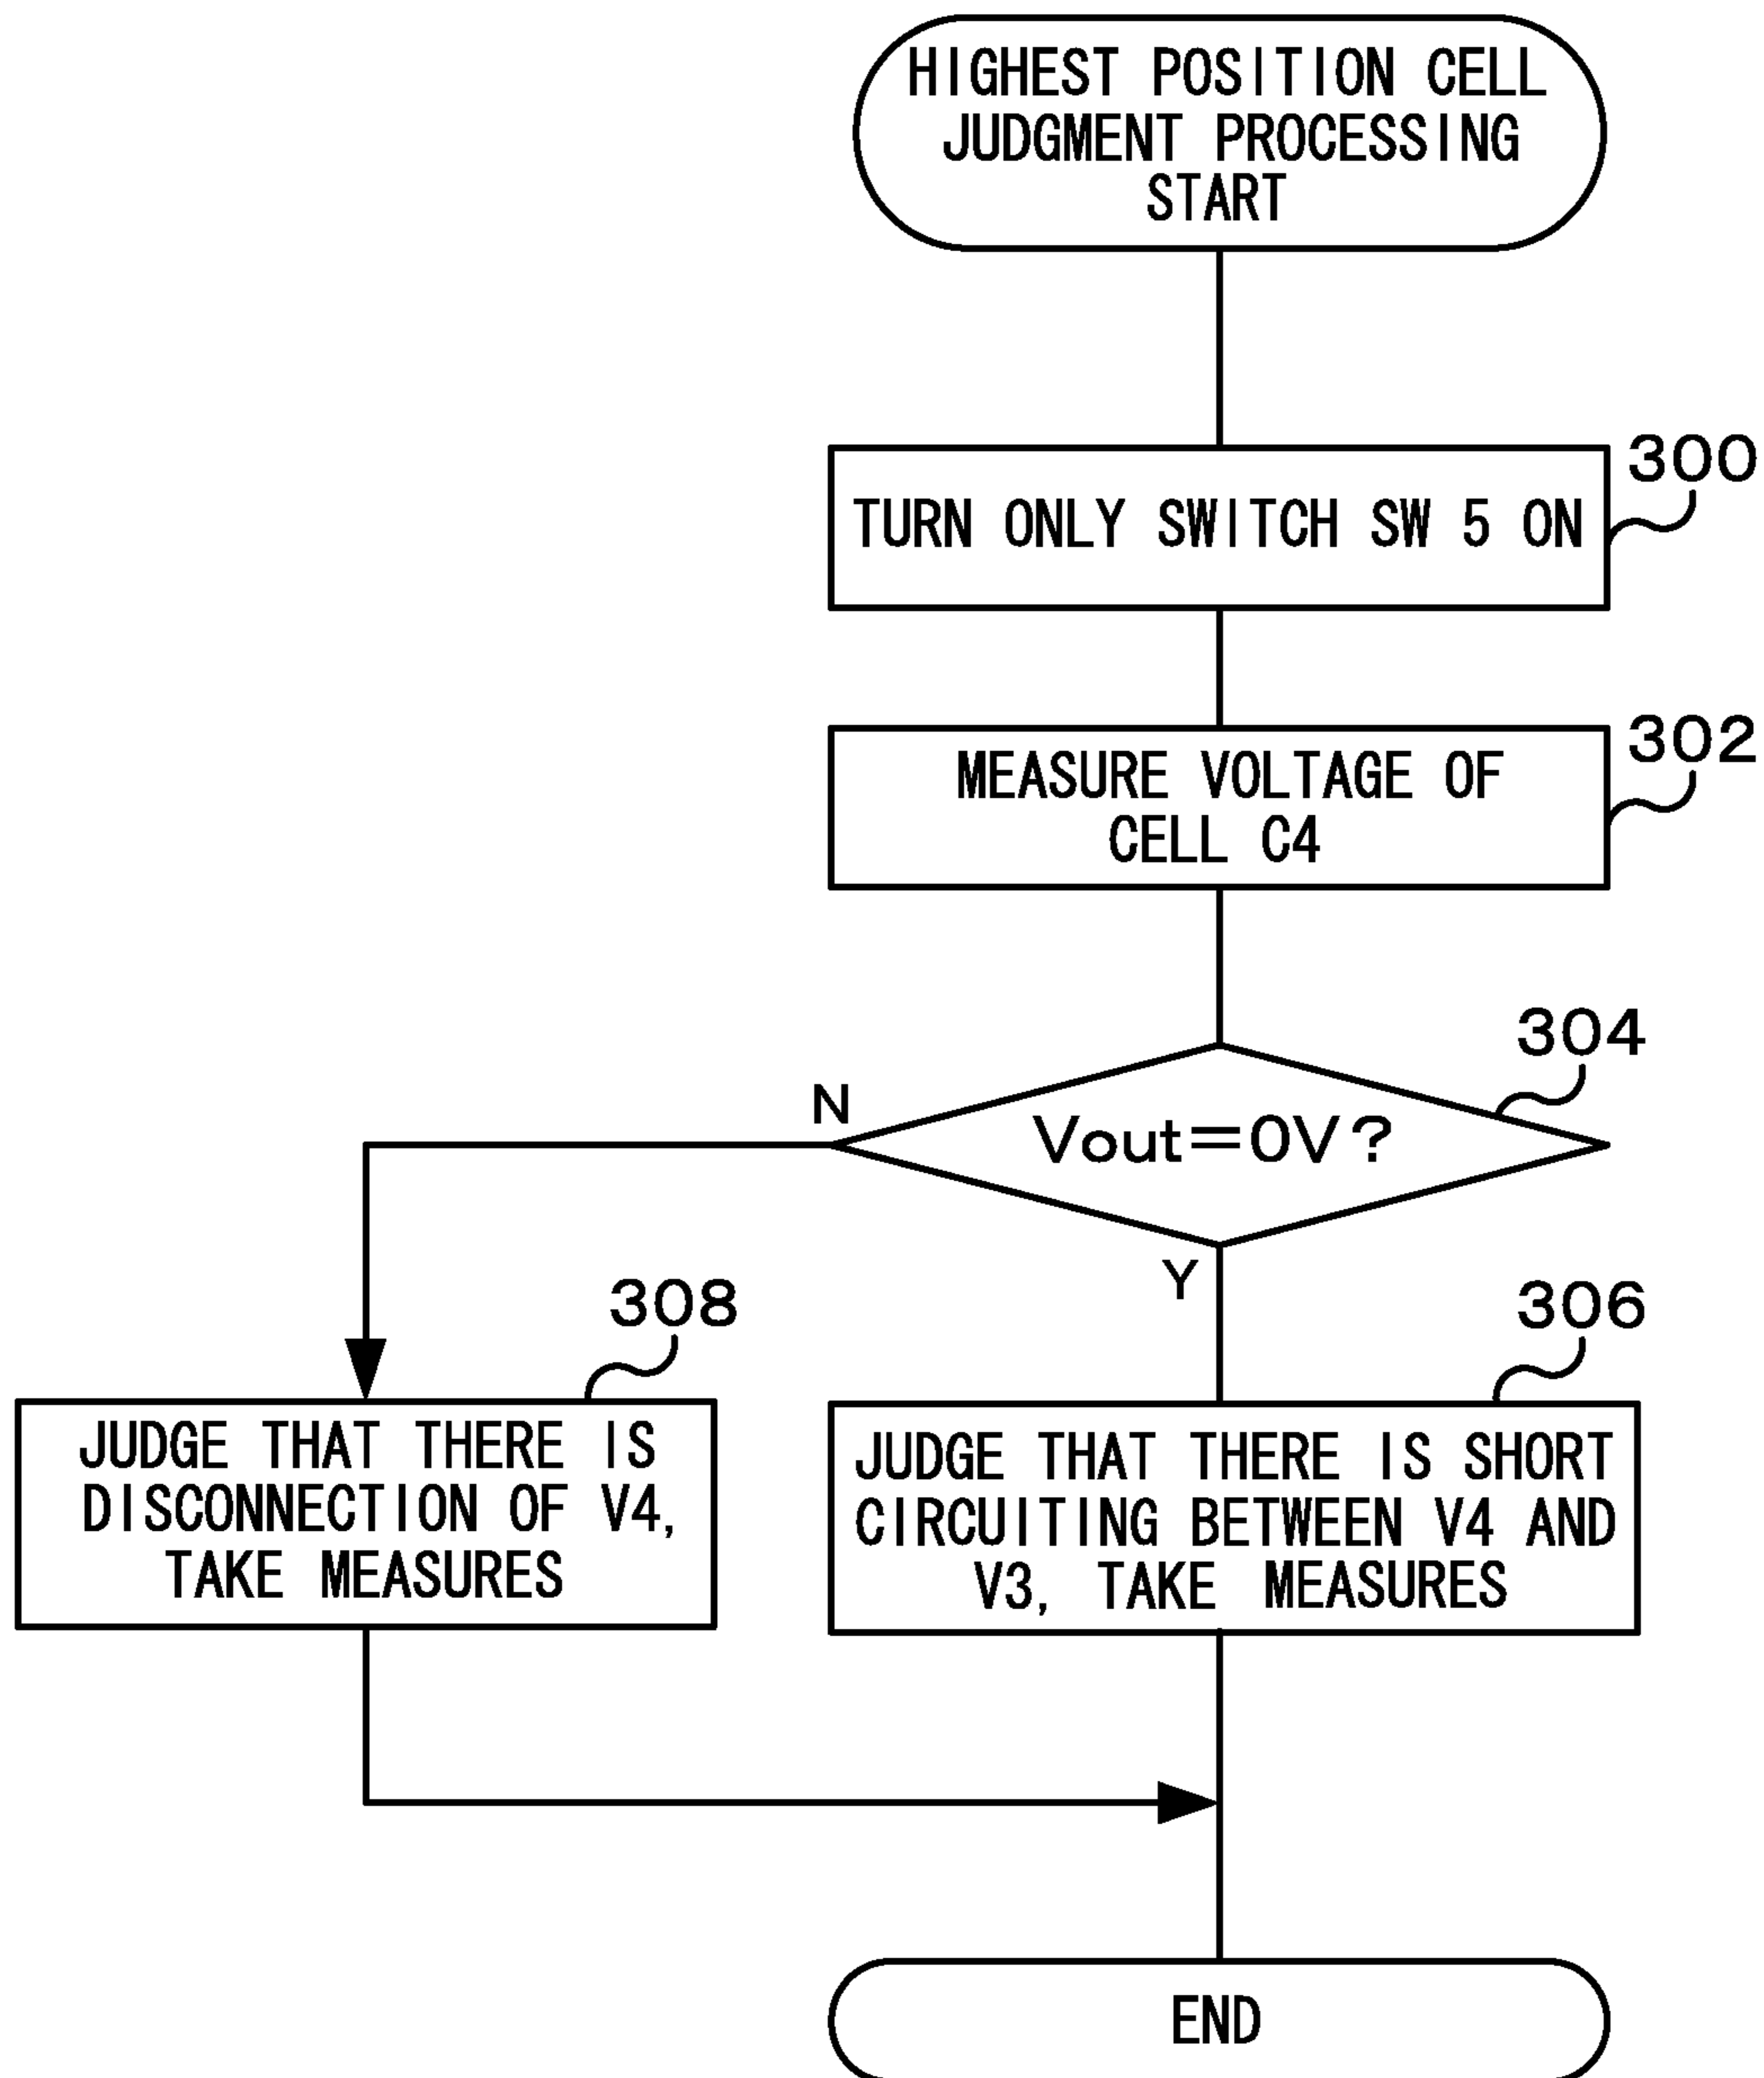 HIGHEST POSITION CELL
JUDGMENT PROCESSING
START
300
TURN ONLY SWITCH SW 5 ON
302
MEASURE VOLTAGE OF
CELL C4
304
N
Vout=0V?
Y
308
306
JUDGE THAT THERE IS
DISCONNECTION OF V4,
TAKE MEASURES
JUDGE THAT THERE IS SHORT
CIRCUITING BETWEEN V4 AND
V3, TAKE MEASURES
END